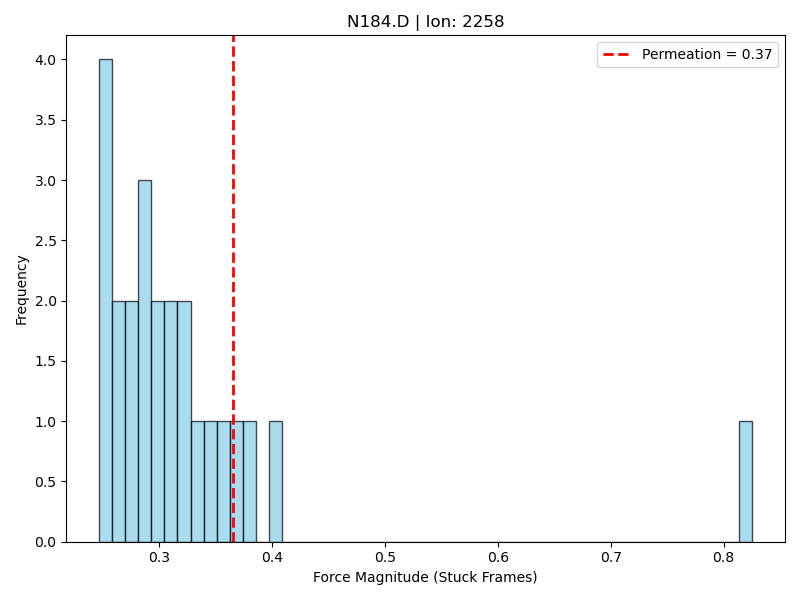 N184.D | Ion: 2258
Permeation = 0.37
4.0
3.5
3.0
2.5
2.0
1.5
1.0
0.5
0.0
Frequency
0.3 0.4 0.5 0.6 0.7 0.8
Force Magnitude (Stuck Frames)